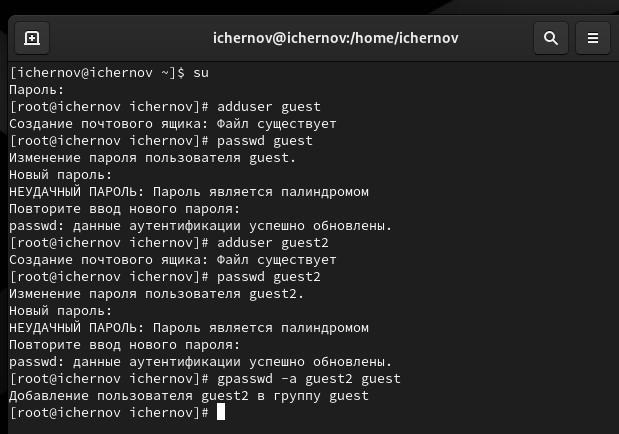 ichernov@ichernov:/home/ichernov
[ichernov@ichernov ~]$ su
Пароль:
[root@ichernov ichernov]# adduser guest
Создание почтового ящика: Файл существует
[root@ichernov ichernov]# passwd guest
Изменение пароля пользователя guest.
Новый пароль:
НЕУДАЧНЫЙ ПАРОЛЬ: Пароль является палиндромом
Повторите ввод нового пароля:
passwd: данные аутентификации успешно обновлены.
[root@ichernov ichernov]# adduser guest2
Создание почтового ящика: Файл существует
[root@ichernov ichernov]# passwd guest2
Изменение пароля пользователя guest2.
Новый пароль:
НЕУДАЧНЫЙ ПАРОЛЬ: Пароль является палиндромом
Повторите ввод нового пароля:
passwd: данные аутентификации успешно обновлены.
[root@ichernov ichernov]# gpasswd -a guest2 guest
Добавление пользователя guest2 в группу guest
[root@ichernov ichernov]#